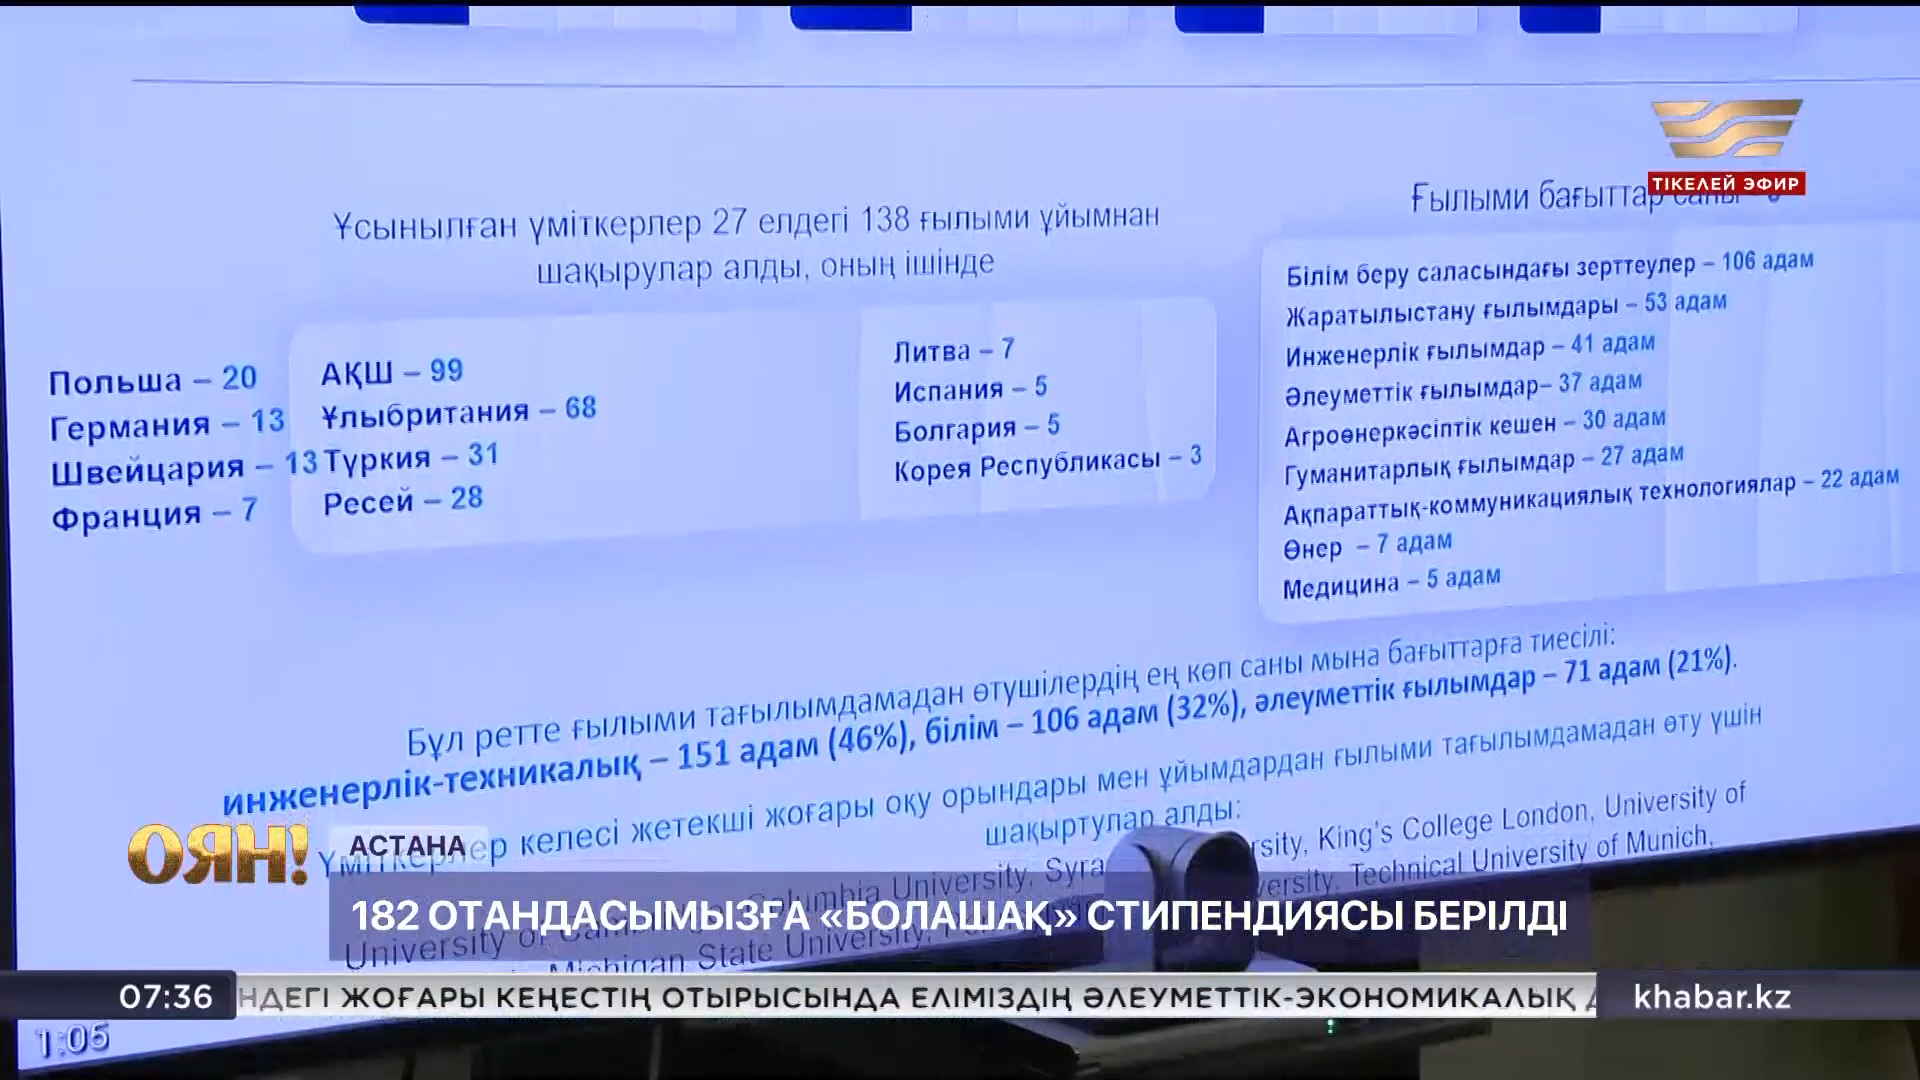 ТІКЕЛЕЙ ЭФИР
Ұсынылған үміткерлер 27 елдегі 138 ғылыми ұйымнан
шақырулар алды, оның ішінде
Польша – 20
Германия – 13
Швейцария – 13
Франция – 7
АҚШ – 99
Ұлыбритания – 68
Түркия – 31
Ресей – 28
Литва – 7
Испания – 5
Болгария – 5
Корея Республикасы – 3
Ғылыми бағыттар саны
Білім беру саласындағы зерттеулер – 106 адам
Жаратылыстану ғылымдары – 53 адам
Инженерлік ғылымдар – 41 адам
Әлеуметтік ғылымдар– 37 адам
Агроөнеркәсіптік кешен – 30 адам
Гуманитарлық ғылымдар – 27 адам
Ақпараттық-коммуникациялық технологиялар – 22 адам
Өнер – 7 адам
Медицина – 5 адам
Бұл ретте ғылыми тағылымдамадан өтушілердің ең көп саны мына бағыттарға тиесілі:
инженерлік-техникалық – 151 адам (46%), білім – 106 адам (32%), әлеуметтік ғылымдар – 71 адам (21%).
Үміткерлер келесі жетекші жоғары оқу орындары мен ұйымдардан ғылыми тағылымдамадан өту үшін
шақыртулар алды:
Columbia University, Syra King's College London, University of
University of Technical University of Munich,
Michigan State University,
ОЯН!
АСТАНА
182 ОТАНДАСЫМЫЗҒА «БОЛАШАҚ» СТИПЕНДИЯСЫ БЕРІЛДІ
07:36
НДЕГІ ЖОҒАРЫ КЕҢЕСТІҢ ОТЫРЫСЫНДА ЕЛІМІЗДІҢ ӘЛЕУМЕТТІК-ЭКОНОМИКАЛЫҚ
khabar.kz
1:05